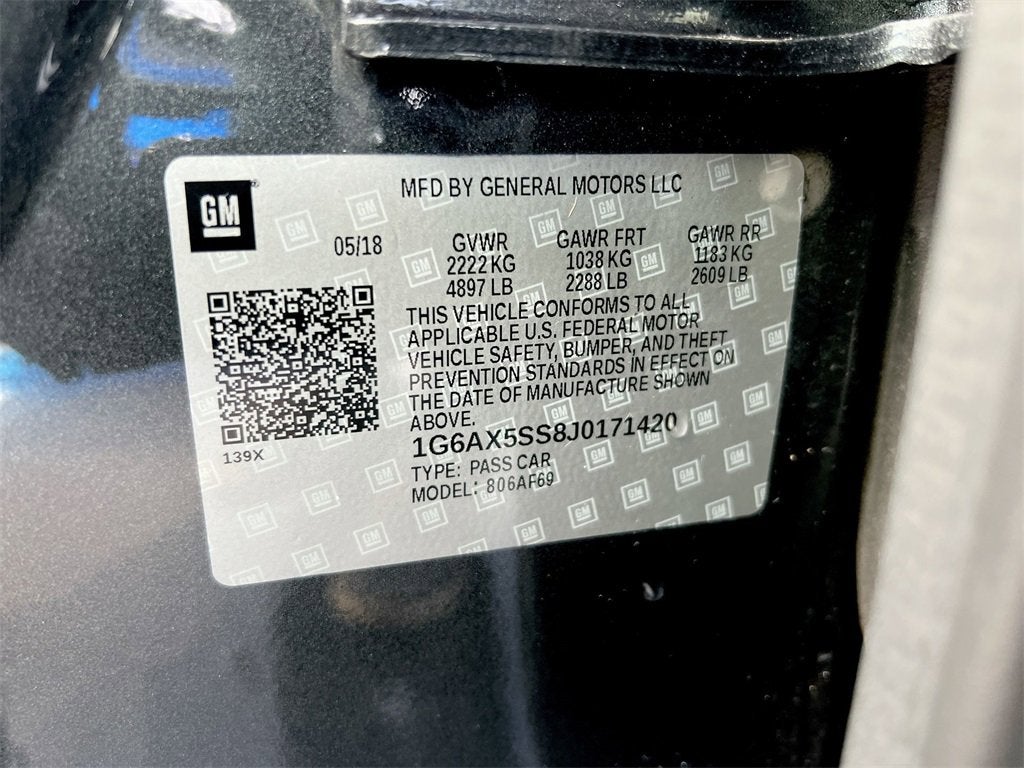 GM
MFD BY GENERAL MOTORS LLC
05/18
GVWR GAWR FRT GAWR RR
2222 KG 1038 KG 1183 KG
4897 LB 2288 LB 2609 LB
THIS VEHICLE CONFORMS TO ALL
APPLICABLE U.S. FEDERAL MOTOR
VEHICLE SAFETY, BUMPER, AND THEFT
PREVENTION STANDARDS IN EFFECT ON
THE DATE OF MANUFACTURE SHOWN
ABOVE.
139X
1G6AX5SS8J0171420
TYPE: PASS CAR
MODEL: 806AF69